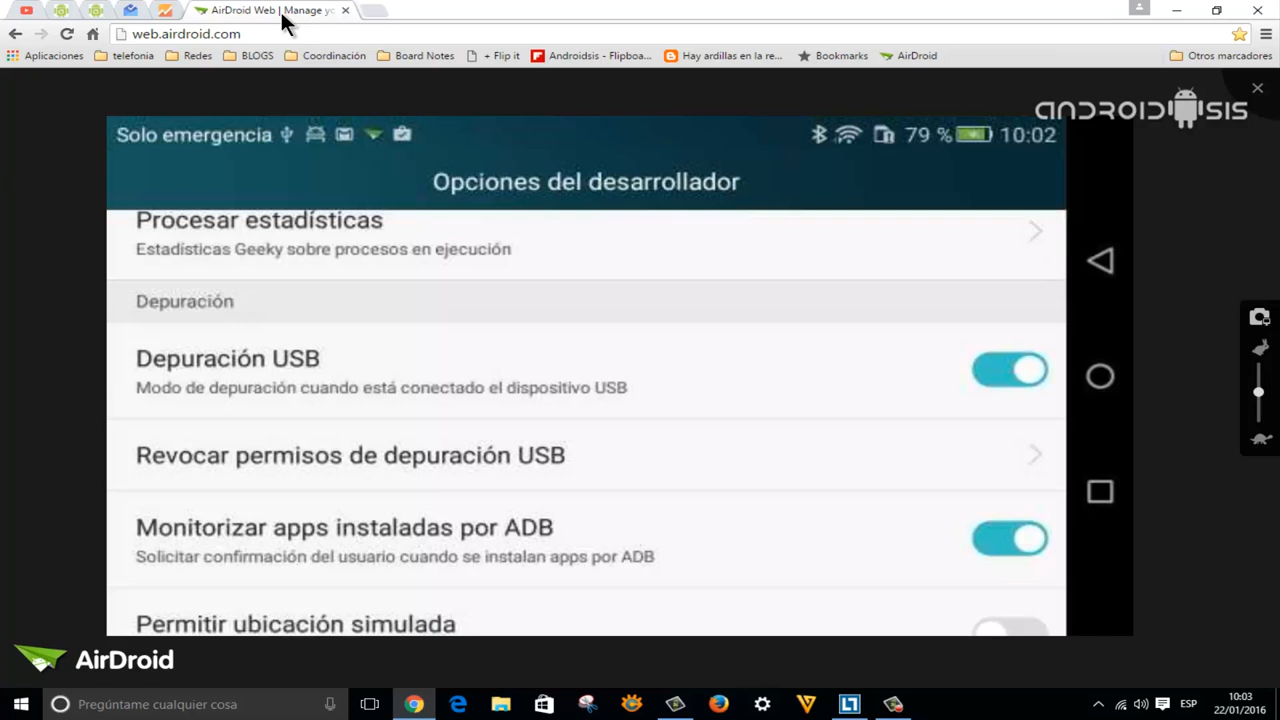 AirDroid Web | Manage yo
web.airdroid.com
Aplicaciones telefonia Redes BLOGS Coordinación Board Notes + Flip it Androidsis - Flipboa... Hay ardillas en la re... Bookmarks AirDroid Otros marcadores
ANDROIDSIS
Solo emergencia 79 % 10:02
Opciones del desarrollador
Procesar estadísticas
Estadísticas Geeky sobre procesos en ejecución
Depuración
Depuración USB
Modo de depuración cuando está conectado el dispositivo USB
Revocar permisos de depuración USB
Monitorizar apps instaladas por ADB
Solicitar confirmación del usuario cuando se instalan apps por ADB
Permitir ubicación simulada
AirDroid
Pregúntame cualquier cosa
ESP
10:03
22/01/2016